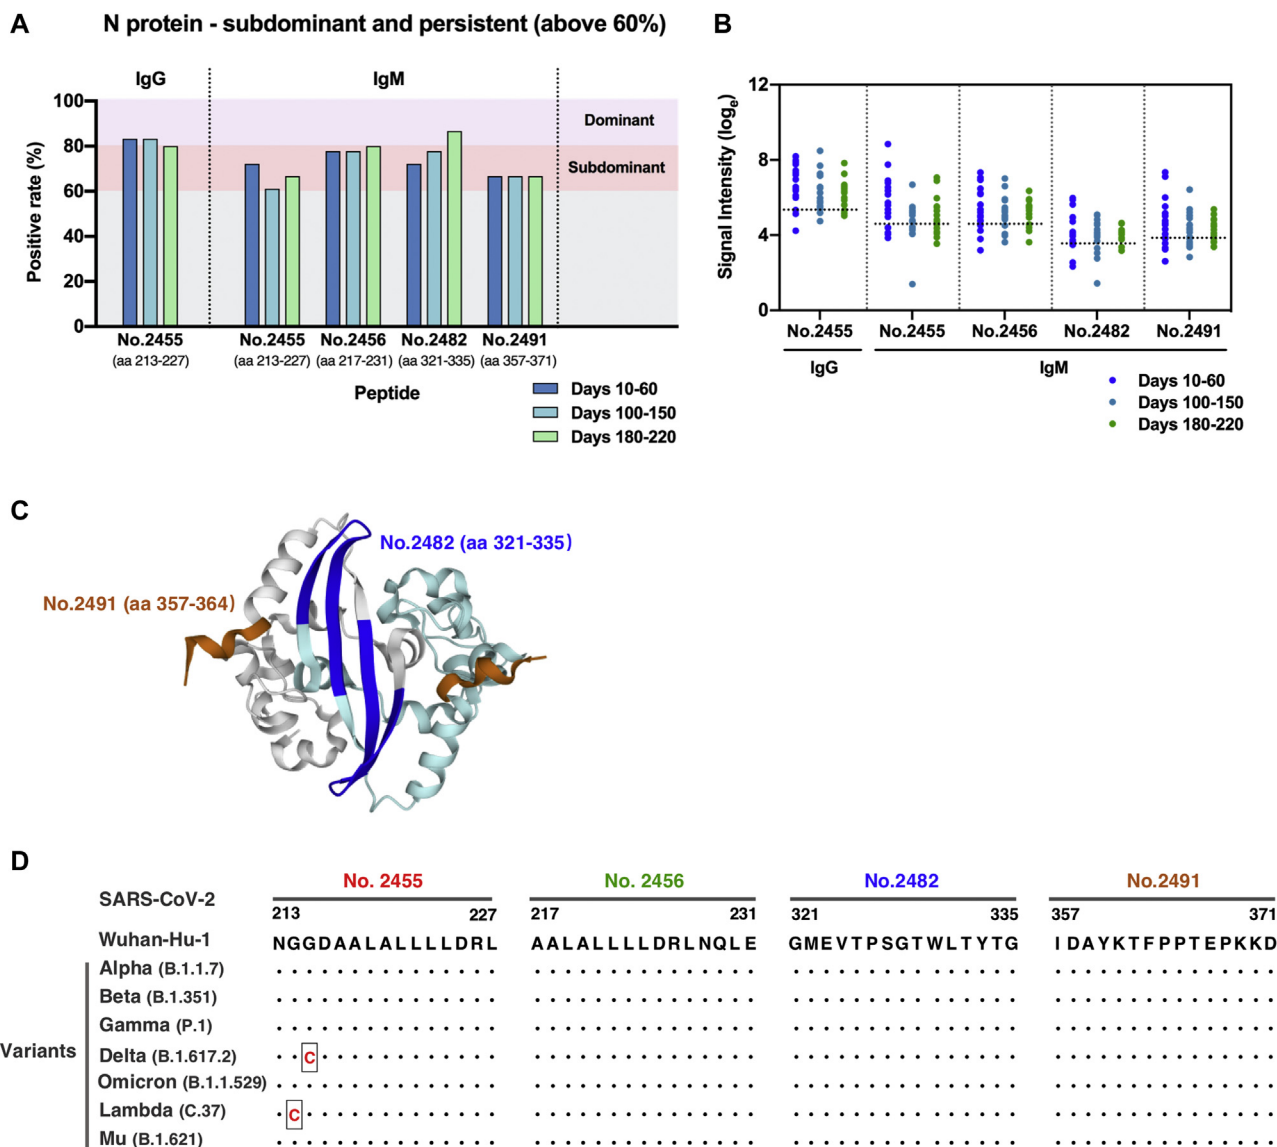 A
N protein - subdominant and persistent (above 60%)
IgG
IgM
Positive rate (%)
100
80
60
40
20
0
Dominant
Subdominant
No.2455
(aa 213-227)
No.2455
(aa 213-227)
No.2456
(aa 217-231)
No.2482
(aa 321-335)
No.2491
(aa 357-371)
Peptide
Days 10-60
Days 100-150
Days 180-220
B
Signal Intensity (logₑ)
12
8
4
0
No.2455
No.2455
No.2456
No.2482
No.2491
IgG
IgM
Days 10-60
Days 100-150
Days 180-220
C
No.2482 (aa 321-335)
No.2491 (aa 357-364)
D
SARS-CoV-2
No. 2455
No. 2456
No.2482
No.2491
213 227
217 231
321 335
357 371
Wuhan-Hu-1 NGGDAALALLLLDRL AALALLLLDRLNQLE GMEVTPSGTWLTYTG IDAYKTFPPTEPKKD
Variants
Alpha (B.1.1.7) . . . . . . . . . . . . . . . . . . . . . . . . . . . . . . . . . . . . . . . . . . . . . . . . . . . . . . . . . . . .
Beta (B.1.351) . . . . . . . . . . . . . . . . . . . . . . . . . . . . . . . . . . . . . . . . . . . . . . . . . . . . . . . . . . . .
Gamma (P.1) . . . . . . . . . . . . . . . . . . . . . . . . . . . . . . . . . . . . . . . . . . . . . . . . . . . . . . . . . . . .
Delta (B.1.617.2) . . C . . . . . . . . . . . . . . . . . . . . . . . . . . . . . . . . . . . . . . . . . . . . . . . . . . . . . . . . .
Omicron (B.1.1.529) . . . . . . . . . . . . . . . . . . . . . . . . . . . . . . . . . . . . . . . . . . . . . . . . . . . . . . . . . . . .
Lambda (C.37) . C . . . . . . . . . . . . . . . . . . . . . . . . . . . . . . . . . . . . . . . . . . . . . . . . . . . . . . . . . .
Mu (B.1.621) . . . . . . . . . . . . . . . . . . . . . . . . . . . . . . . . . . . . . . . . . . . . . . . . . . . . . . . . . . . .